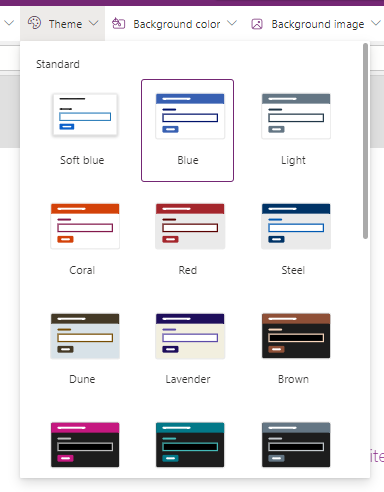 Theme Background color Background image
Standard
Soft blue Blue Light
Coral Red Steel
Dune Lavender Brown
ite